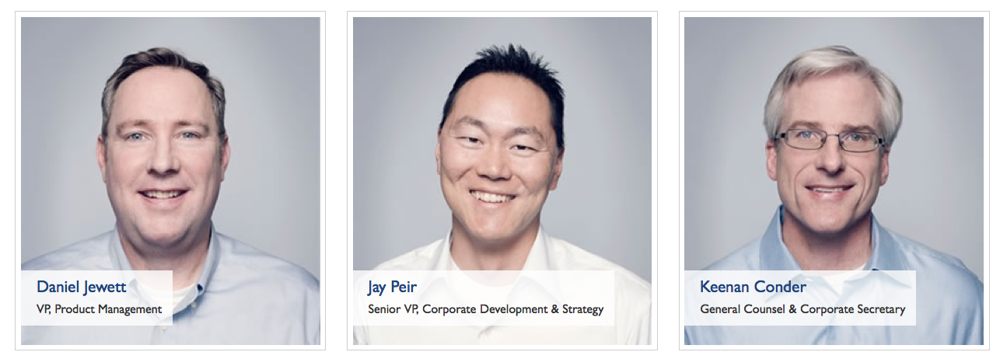 Daniel Jewett
VP, Product Management
Jay Peir
Senior VP, Corporate Development & Strategy
Keenan Conder
General Counsel & Corporate Secretary